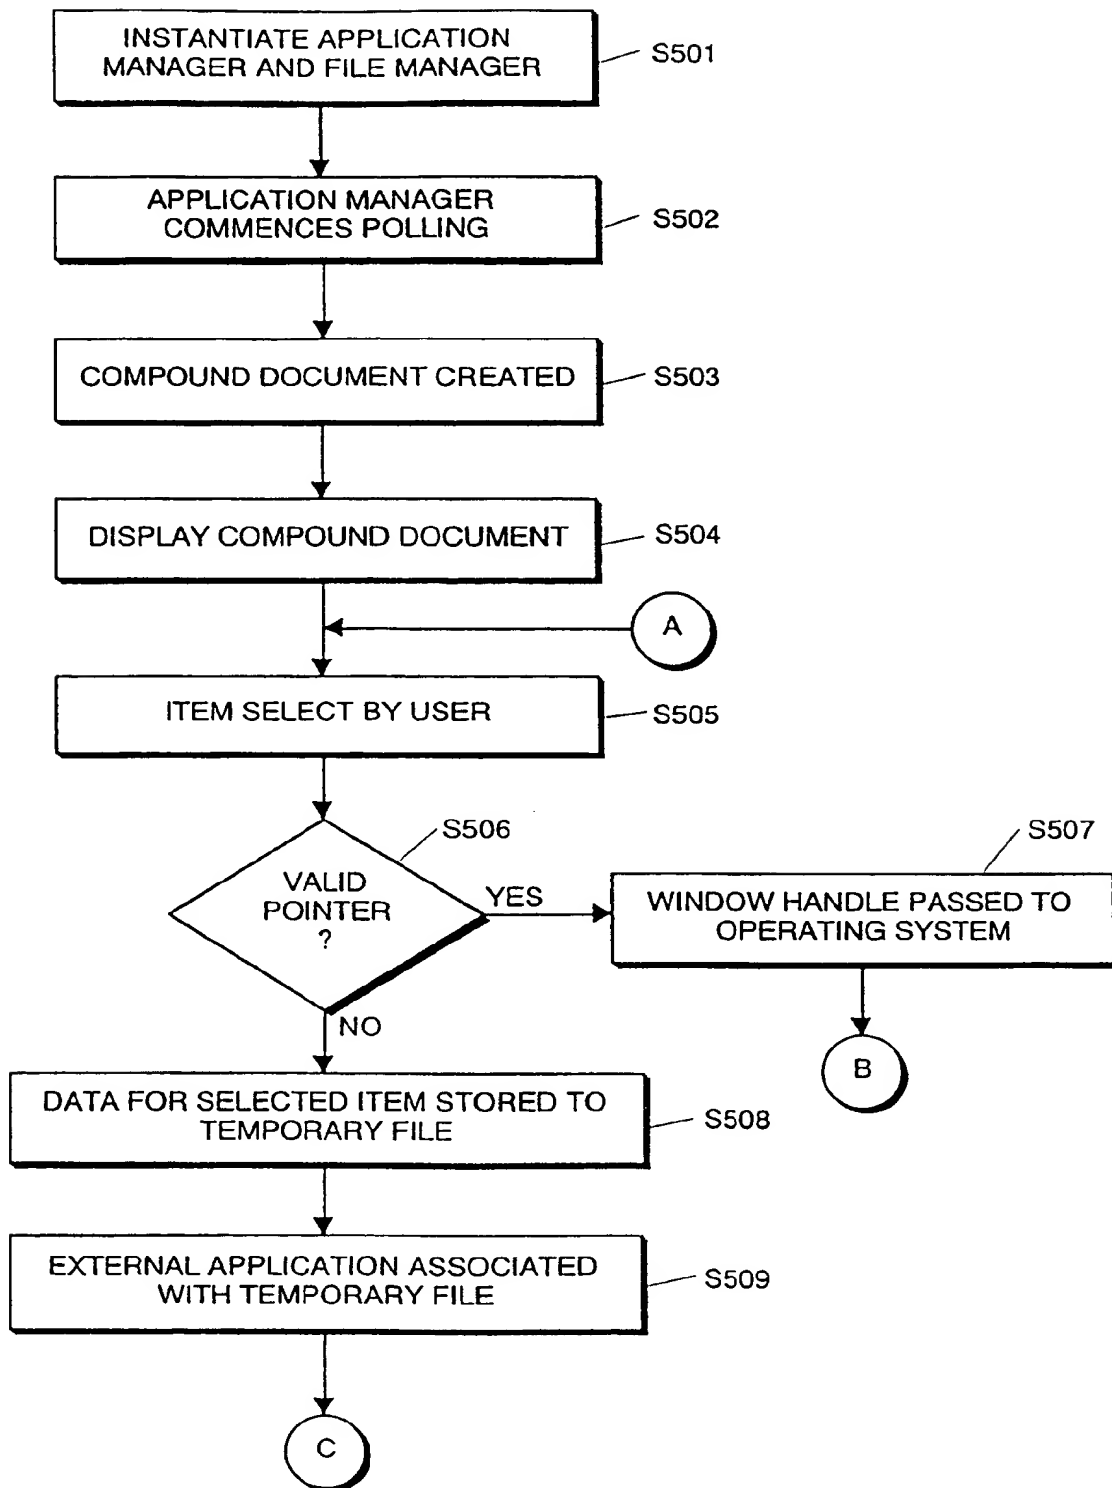 INSTANTIATE APPLICATION
MANAGER AND FILE MANAGER
S501
APPLICATION MANAGER
COMMENCES POLLING
S502
COMPOUND DOCUMENT CREATED
S503
DISPLAY COMPOUND DOCUMENT
S504
A
ITEM SELECT BY USER
S505
S506
VALID
POINTER
?
YES
S507
WINDOW HANDLE PASSED TO
OPERATING SYSTEM
NO
B
DATA FOR SELECTED ITEM STORED TO
TEMPORARY FILE
S508
EXTERNAL APPLICATION ASSOCIATED
WITH TEMPORARY FILE
S509
C